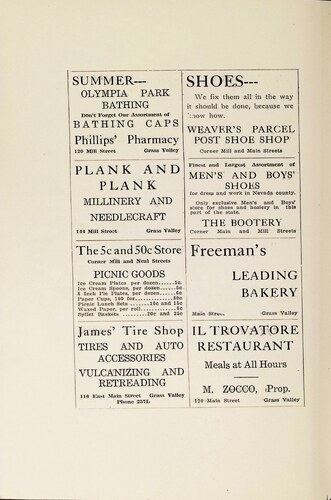 SUMMER---
OLYMPIA PARK
BATHING
Don't Forget Our Assortment of
BATHING CAPS
Phillips' Pharmacy
120 Mill Street Grass Valley
PLANK AND
PLANK
MILLINERY AND
NEEDLECRAFT
144 Mill Street Grass Valley
The 5c and 50c Store
Corner Mill and Neal Streets
PICNIC GOODS
Ice Cream Plates per dozen.....5c
Ice Cream Spoons, per dozen....5c
8 Inch Pie Plates, per dozen....
Paper Cups, 100 for
Picnic Lunch Sets 10c and 15c
Waxed Paper, per roll.....5c
Splint Baskets 20c and 25c
James' Tire Shop
TIRES AND AUTO
ACCESSORIES
VULCANIZING AND
RETREADING
116 East Main Street Grass Valley
Phone 257L
SHOES---
We fix them all in the way
it should be done, because we
now how.
WEAVER'S PARCEL
POST SHOE SHOP
Corner Mill and Main Streets
Finest and Largest Assortment of
MEN'S AND BOYS'
SHOES
for dress and work in Nevada county.
Only exclusive Men's and Boys'
store for shoes and hosiery in this
part of the state.
THE BOOTERY
Corner Main and Mill Streets
Freeman's
LEADING
BAKERY
Main Street Grass Valley
IL TROVATORE
RESTAURANT
Meals at All Hours
M. ZOCCO, Prop.
126 Main Street Grass Valley